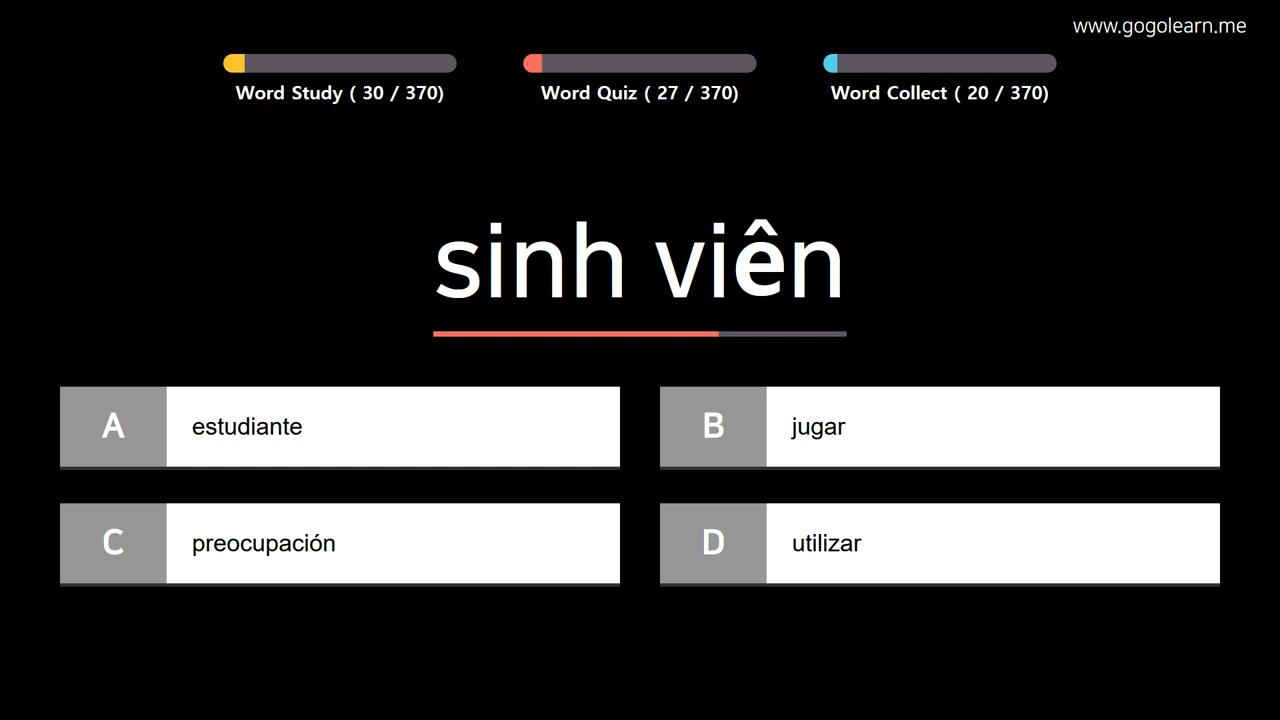 www.gogolearn.me
Word Study ( 30 / 370)
Word Quiz ( 27 / 370)
Word Collect ( 20 / 370)
sinh viên
A estudiante
B jugar
C preocupación
D utilizar